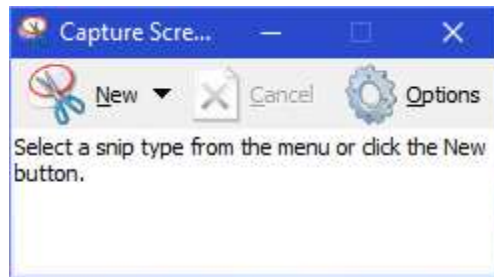 Capture Scre...
New Cancel Options
Select a snip type from the menu or click the New
button.